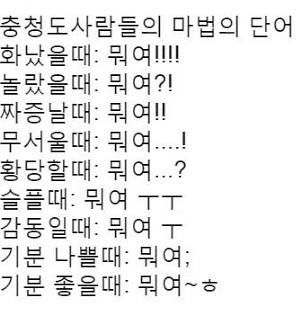 충청도사람들의 마법의 단어
화났을때: 뭐여!!!!
놀랐을때: 뭐여?!
짜증날때: 뭐여!!
무서울때: 뭐여....!
황당할때: 뭐여...?
슬플때: 뭐여 ㅜㅜ
감동일때: 뭐여 ㅜ
기분 나쁠때: 뭐여;
기분 좋을때: 뭐여~ㅎ